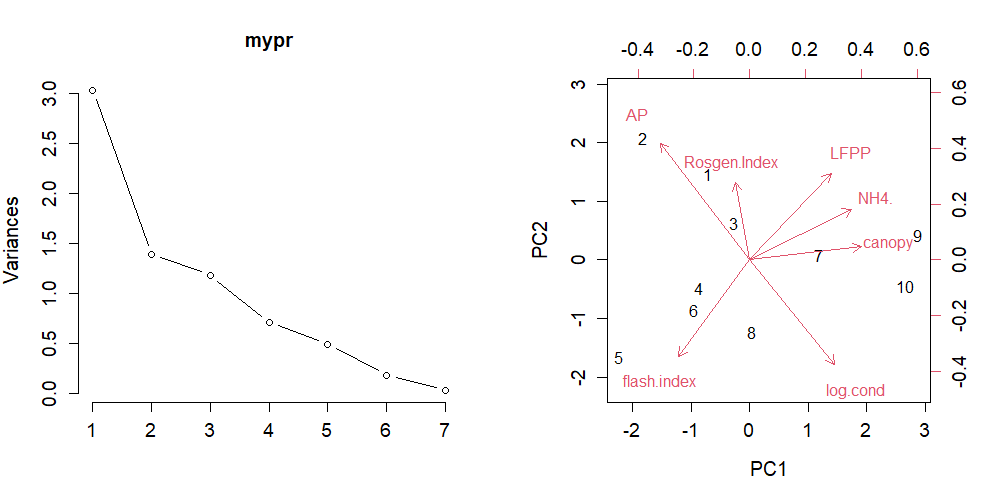 mypr
Variances
3.0
2.5
2.0
1.5
1.0
0.5
0.0
1 2 3 4 5 6 7
-0.4 -0.2 0.0 0.2 0.4 0.6
PC2
3
2
1
0
-1
-2
0.6
0.4
0.2
0.0
-0.2
-0.4
AP
2
Rosgen.Index
1
LFPP
NH4.
3
9
canopy
7
4
10
6
8
5
flash.index
log.cond
-2 -1 0 1 2 3
PC1